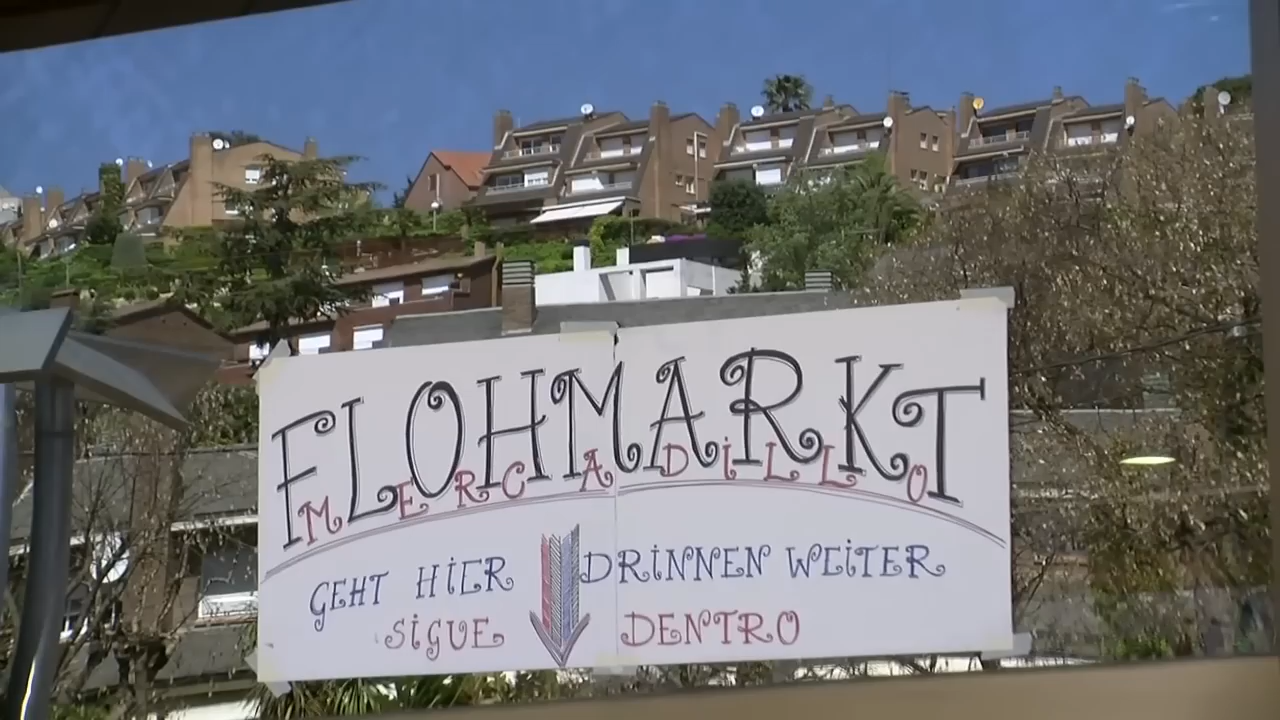 FLOHMARKT
MERCADiLLO
GEHT HiER DRiNNEN WEiTER
SiGUE DENTRO